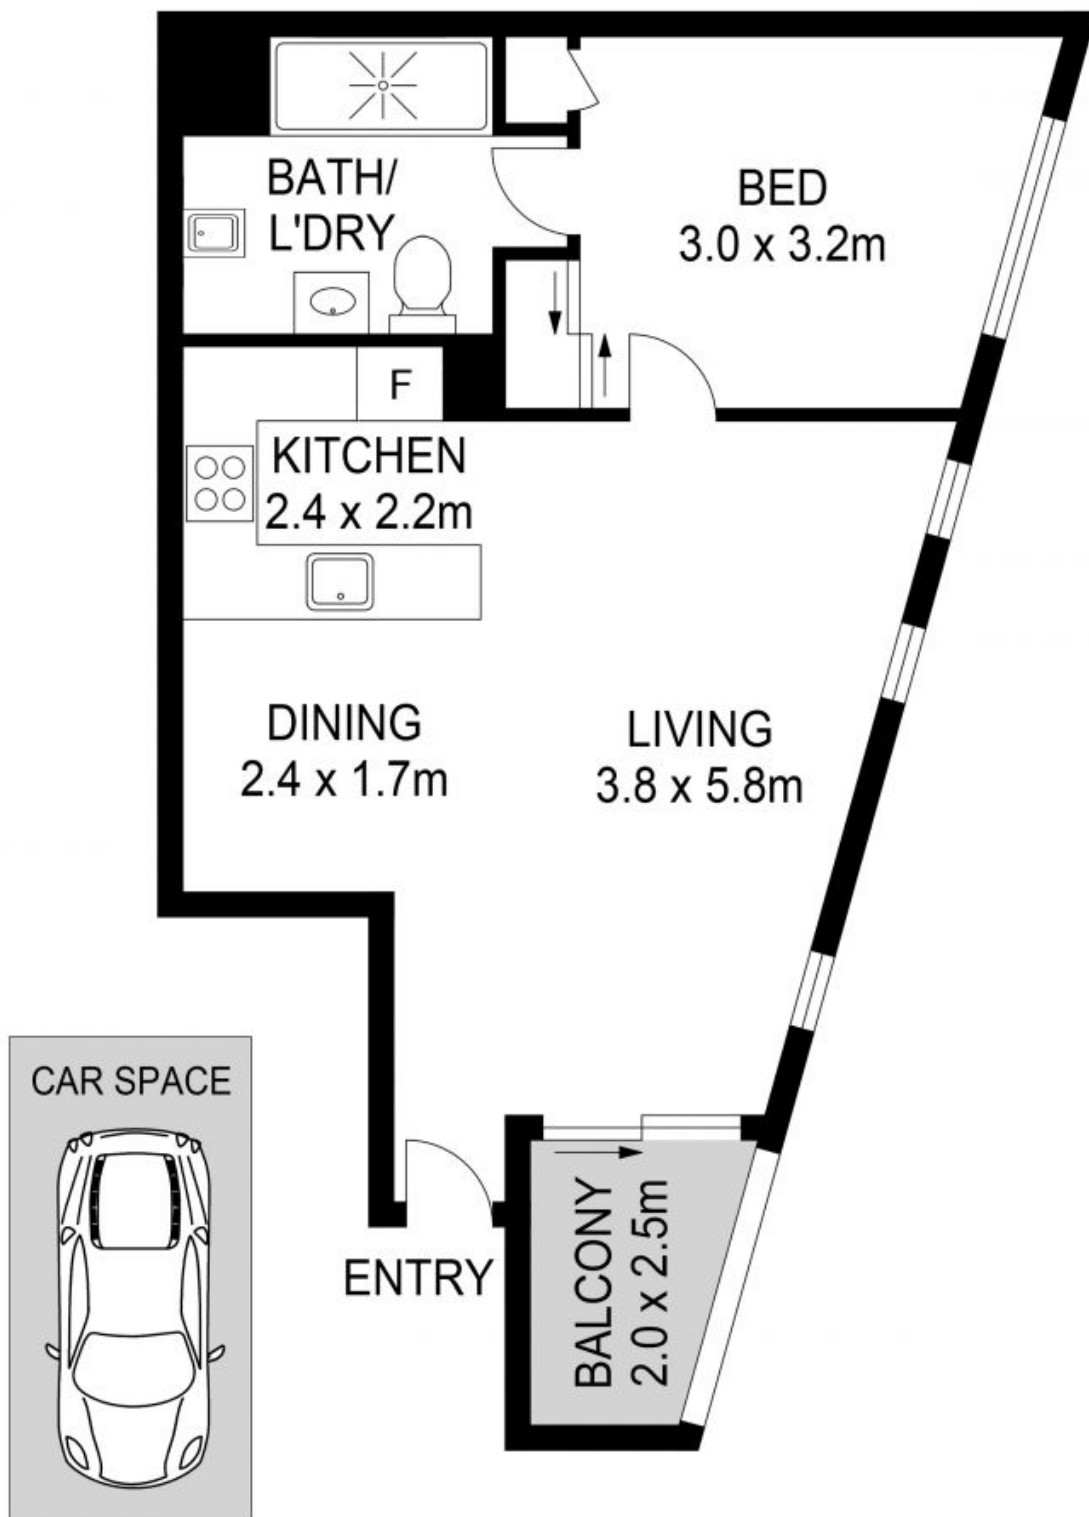 BATH/
L'DRY
BED
3.0 x 3.2m
F
KITCHEN
2.4 x 2.2m
DINING
2.4 x 1.7m
LIVING
3.8 x 5.8m
CAR SPACE
ENTRY
BALCONY
2.0 x 2.5m